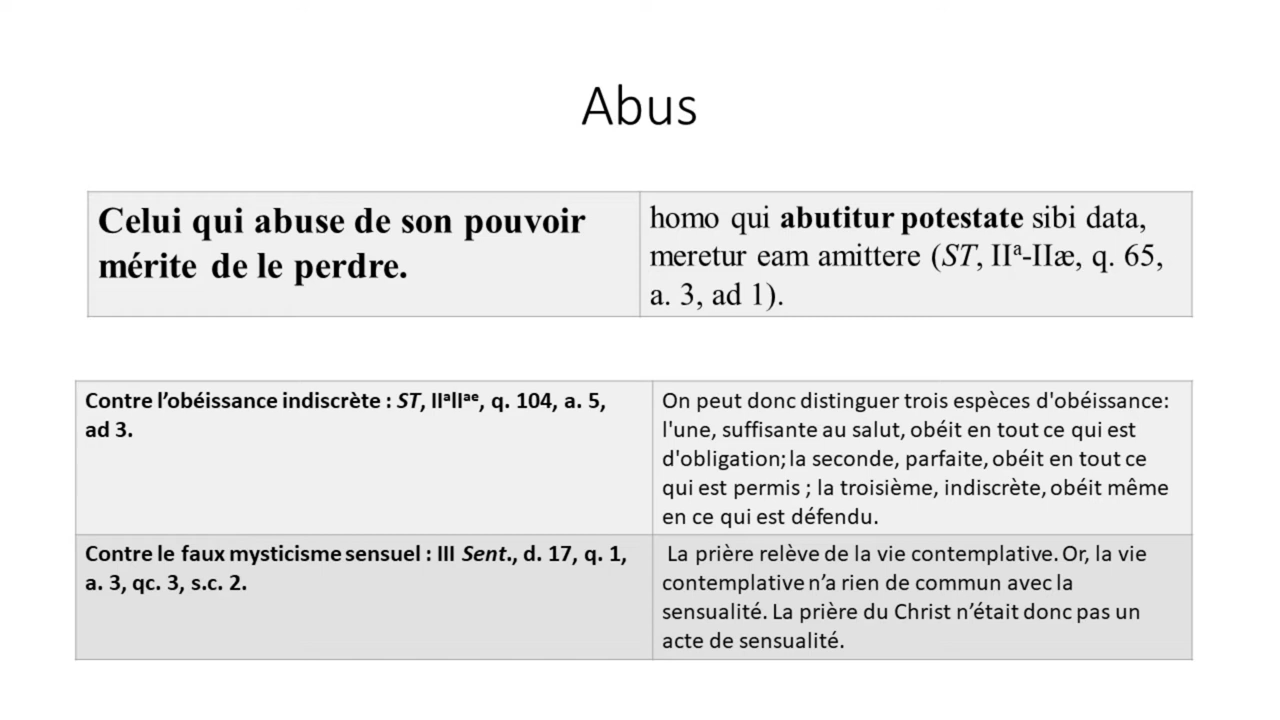 Abus
Celui qui abuse de son pouvoir
mérite de le perdre.
homo qui abutitur potestate sibi data,
meretur eam amittere (ST, IIª-IIæ, q. 65,
a. 3, ad 1).
Contre l’obéissance indiscrète : ST, IIªIIªᵉ, q. 104, a. 5,
ad 3.
On peut donc distinguer trois espèces d'obéissance:
l'une, suffisante au salut, obéit en tout ce qui est
d'obligation; la seconde, parfaite, obéit en tout ce
qui est permis ; la troisième, indiscrète, obéit même
en ce qui est défendu.
Contre le faux mysticisme sensuel : III Sent., d. 17, q. 1,
a. 3, qc. 3, s.c. 2.
La prière relève de la vie contemplative. Or, la vie
contemplative n’a rien de commun avec la
sensualité. La prière du Christ n’était donc pas un
acte de sensualité.